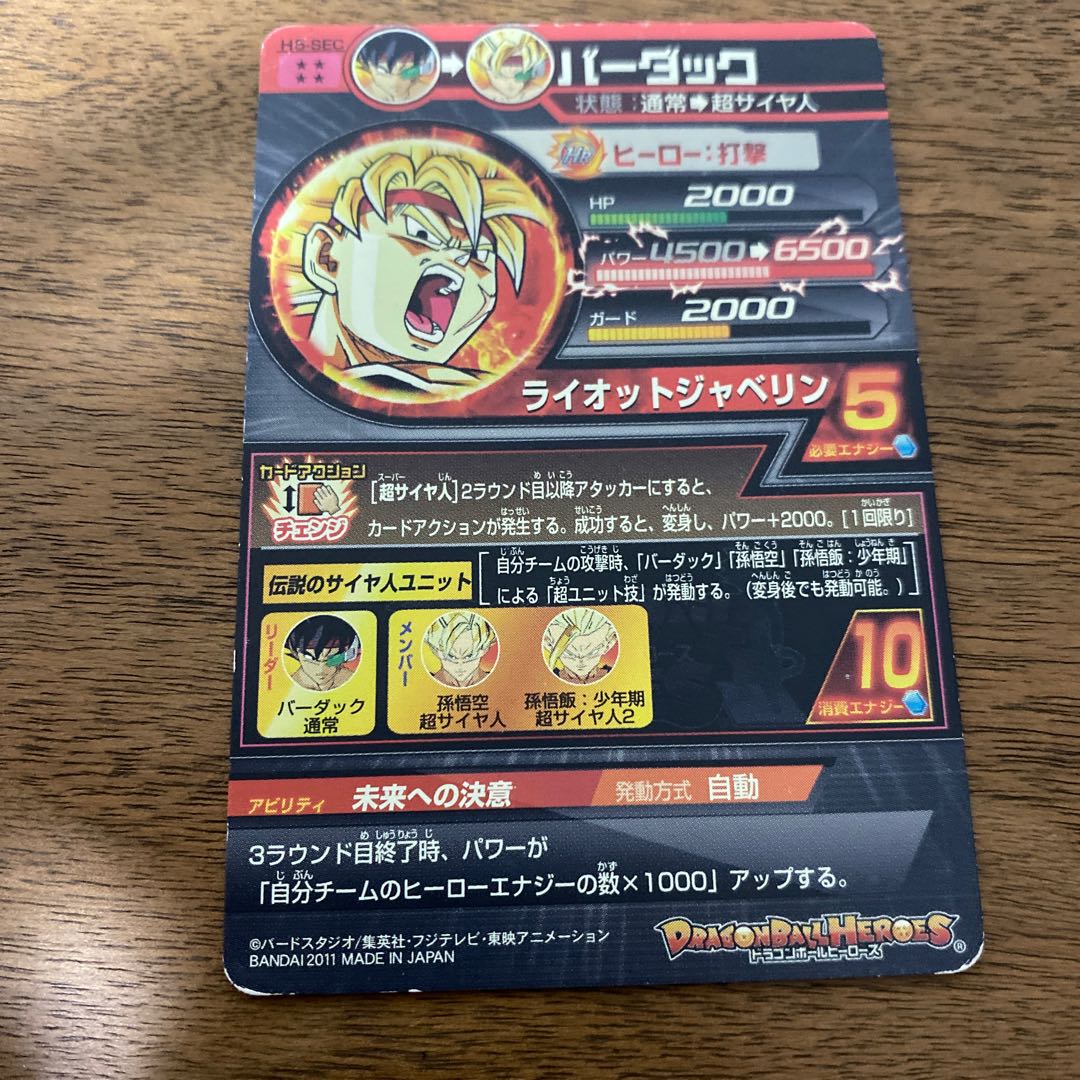 H5-SEC
バーダック
状態：通常➡超サイヤ人
Hr ヒーロー：打撃
HP 2000
パワー 4500➡6500
ガード 2000
ライオットジャベリン 5
必要エナジー
カードアクション
チェンジ
[超サイヤ人]2ラウンド目以降アタッカーにすると、
カードアクションが発生する。成功すると、変身し、パワー+2000。[1回限り]
伝説のサイヤ人ユニット
自分チームの攻撃時、「バーダック」「孫悟空」「孫悟飯：少年期」
による「超ユニット技」が発動する。（変身後でも発動可能。）
リーダー
バーダック
通常
メンバー
孫悟空
超サイヤ人
孫悟飯：少年期
超サイヤ人2
10
消費エナジー
アビリティ 未来への決意 発動方式 自動
3ラウンド目終了時、パワーが
「自分チームのヒーローエナジーの数×1000」アップする。
©バードスタジオ/集英社・フジテレビ・東映アニメーション
BANDAI 2011 MADE IN JAPAN
DRAGONBALL HEROES
ドラゴンボールヒーローズ
®